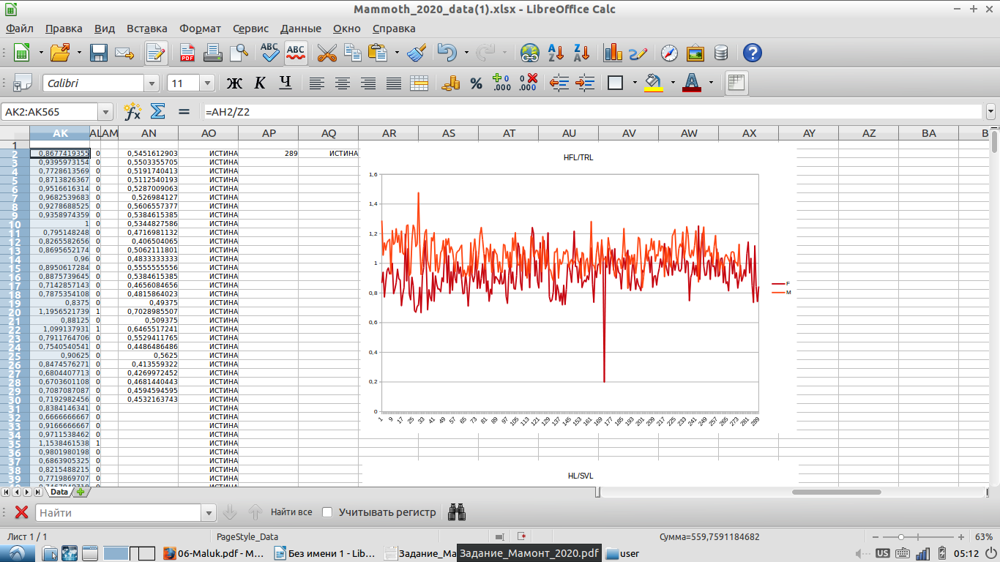 Mammoth_2020_data(1).xlsx - LibreOffice Calc
Файл Правка Вид Вставка Формат Сервис Данные Окно Справка
Calibri 11 Ж К Ч
AK2:AK565 =AH2/Z2
AK AL AM AN AO AP AQ AR AS AT AU AV AW AX AY AZ BA B
1
2 0,8677419355 0 0,5451612903 ИСТИНА 289 ИСТИНА
3 0,9395973154 0 0,5503355705 ИСТИНА
4 0,7728613569 0 0,5191740413 ИСТИНА
5 0,8713826367 0 0,5112540193 ИСТИНА
6 0,9516616314 0 0,5287009063 ИСТИНА
7 0,9682539683 0 0,526984127 ИСТИНА
8 0,9278688525 0 0,5606557377 ИСТИНА
9 0,9358974359 0 0,5384615385 ИСТИНА
10 1 0 0,5344827586 ИСТИНА
11 0,795148248 0 0,4716981132 ИСТИНА
12 0,8265582656 0 0,406504065 ИСТИНА
13 0,8695652174 0 0,5062111801 ИСТИНА
14 0,96 0 0,4833333333 ИСТИНА
15 0,8950617284 0 0,5555555556 ИСТИНА
16 0,8875739645 0 0,5384615385 ИСТИНА
17 0,7142857143 0 0,4656084656 ИСТИНА
18 0,7875354108 0 0,4815864023 ИСТИНА
19 0,8375 0 0,49375 ИСТИНА
20 1,1956521739 1 0,7028985507 ИСТИНА
21 0,88125 0 0,509375 ИСТИНА
22 1,099137931 1 0,6465517241 ИСТИНА
23 0,7911764706 0 0,5529411765 ИСТИНА
24 0,7540540541 0 0,4486486486 ИСТИНА
25 0,90625 0 0,5625 ИСТИНА
26 0,8474576271 0 0,413559322 ИСТИНА
27 0,6804407713 0 0,4269972452 ИСТИНА
28 0,6703601108 0 0,4681440443 ИСТИНА
29 0,7087087087 0 0,4594594595 ИСТИНА
30 0,7192982456 0 0,4532163743 ИСТИНА
31 0,8384146341 0 ИСТИНА
32 0,6666666667 0 ИСТИНА
33 0,9166666667 0 ИСТИНА
34 0,9711538462 0 ИСТИНА
35 1,1538461538 1 ИСТИНА
36 0,9801980198 0 ИСТИНА
37 0,6863905325 0 ИСТИНА
38 0,8215488215 0 ИСТИНА
39 0,7719869707 0 ИСТИНА
HFL/TRL
1,6
1,4
1,2
1
0,8
0,6
0,4
0,2
0
F
M
1 9 17 25 33 41 49 57 65 73 81 89 97 105 113 121 129 137 145 153 161 169 177 185 193 201 209 217 225 233 241 249 257 265 273 281 289
HL/SVL
Data
Найти Найти все Учитывать регистр
Лист 1 / 1 PageStyle_Data Сумма=559,7591184682 63%
06-Maluk.pdf - M... Без имени 1 - Lib... Задание_Ма Задание_Мамонт_2020.pdf user US 05:12